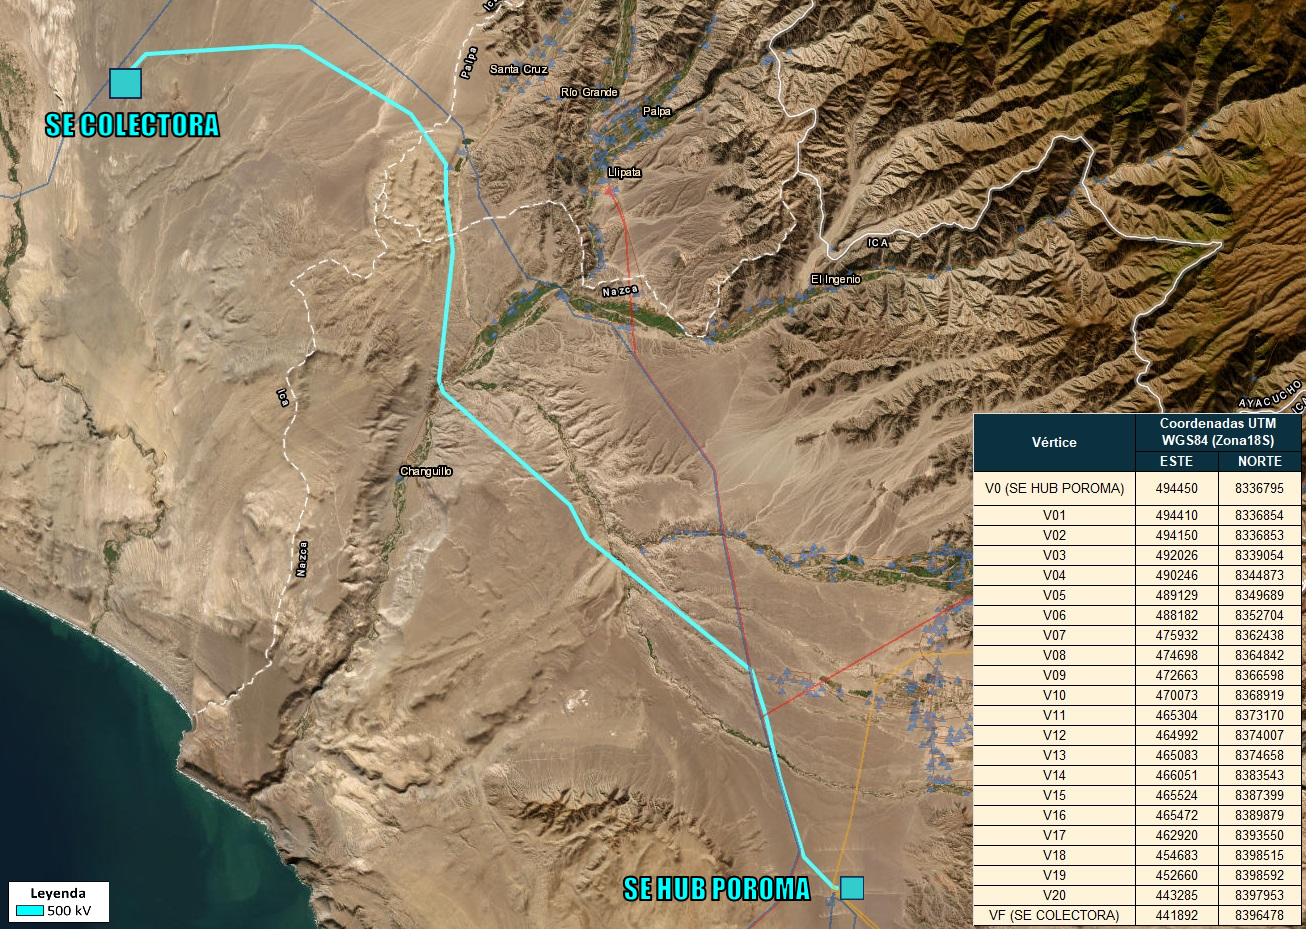 Ica
Palpa
Santa Cruz
Río Grande
Palpa
SE COLECTORA
Llipata
ICA
El Ingenio
Nazca
Ica
AYACUCHO
Changuillo
Nazca
SE HUB POROMA
Leyenda
500 kV
Vértice Coordenadas UTM
WGS84 (Zona18S)
ESTE NORTE
V0 (SE HUB POROMA) 494450 8336795
V01 494410 8336854
V02 494150 8336853
V03 492026 8339054
V04 490246 8344873
V05 489129 8349689
V06 488182 8352704
V07 475932 8362438
V08 474698 8364842
V09 472663 8366598
V10 470073 8368919
V11 465304 8373170
V12 464992 8374007
V13 465083 8374658
V14 466051 8383543
V15 465524 8387399
V16 465472 8389879
V17 462920 8393550
V18 454683 8398515
V19 452660 8398592
V20 443285 8397953
VF (SE COLECTORA) 441892 8396478